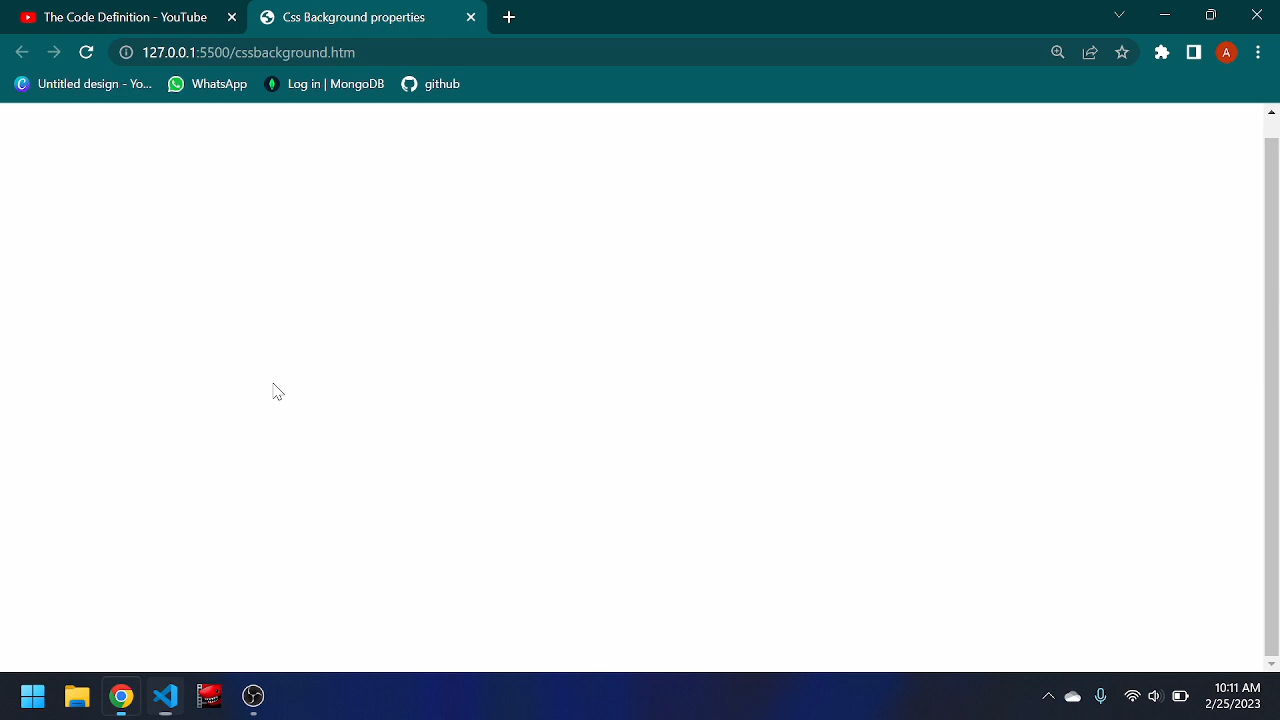 The Code Definition - YouTube
Css Background properties
127.0.0.1:5500/cssbackground.htm
A
Untitled design - Yo...
WhatsApp
Log in | MongoDB
github
10:11 AM
2/25/2023